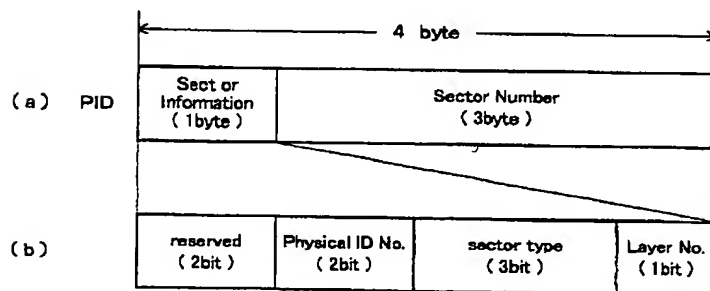 4 byte
(a) PID
Sect or
Information
(1byte)
Sector Number
(3byte)
(b)
reserved
(2bit)
Physical ID No.
(2bit)
sector type
(3bit)
Layer No.
(1bit)